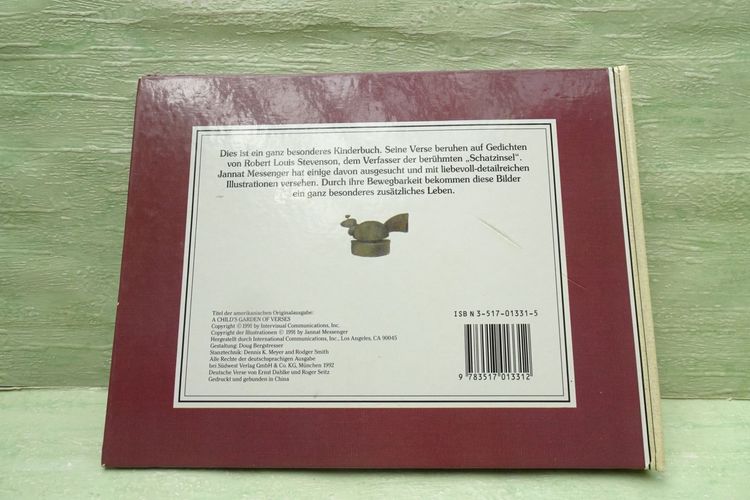 Dies ist ein ganz besonderes Kinderbuch. Seine Verse beruhen auf Gedichten
von Robert Louis Stevenson, dem Verfasser der berühmten „Schatzinsel“.
Jannat Messenger hat einige davon ausgesucht und mit liebevoll-detailreichen
Illustrationen versehen. Durch ihre Bewegbarkeit bekommen diese Bilder
ein ganz besonderes zusätzliches Leben.
Titel der amerikanischen Originalausgabe:
A CHILD'S GARDEN OF VERSES
Copyright © 1991 by Intervisual Communications, Inc.
Copyright der Illustrationen © 1991 by Jannat Messenger
Hergestellt durch International Communications, Inc., Los Angeles, CA 90045
Gestaltung: Doug Bergstresser
Stanztechnik: Dennis K. Meyer and Rodger Smith
Alle Rechte der deutschsprachigen Ausgabe
bei Südwest Verlag GmbH & Co. KG, München 1992
Deutsche Verse von Ernst Dahlke und Roger Seitz
Gedruckt und gebunden in China
ISBN 3-517-01331-5
9 783517 013312